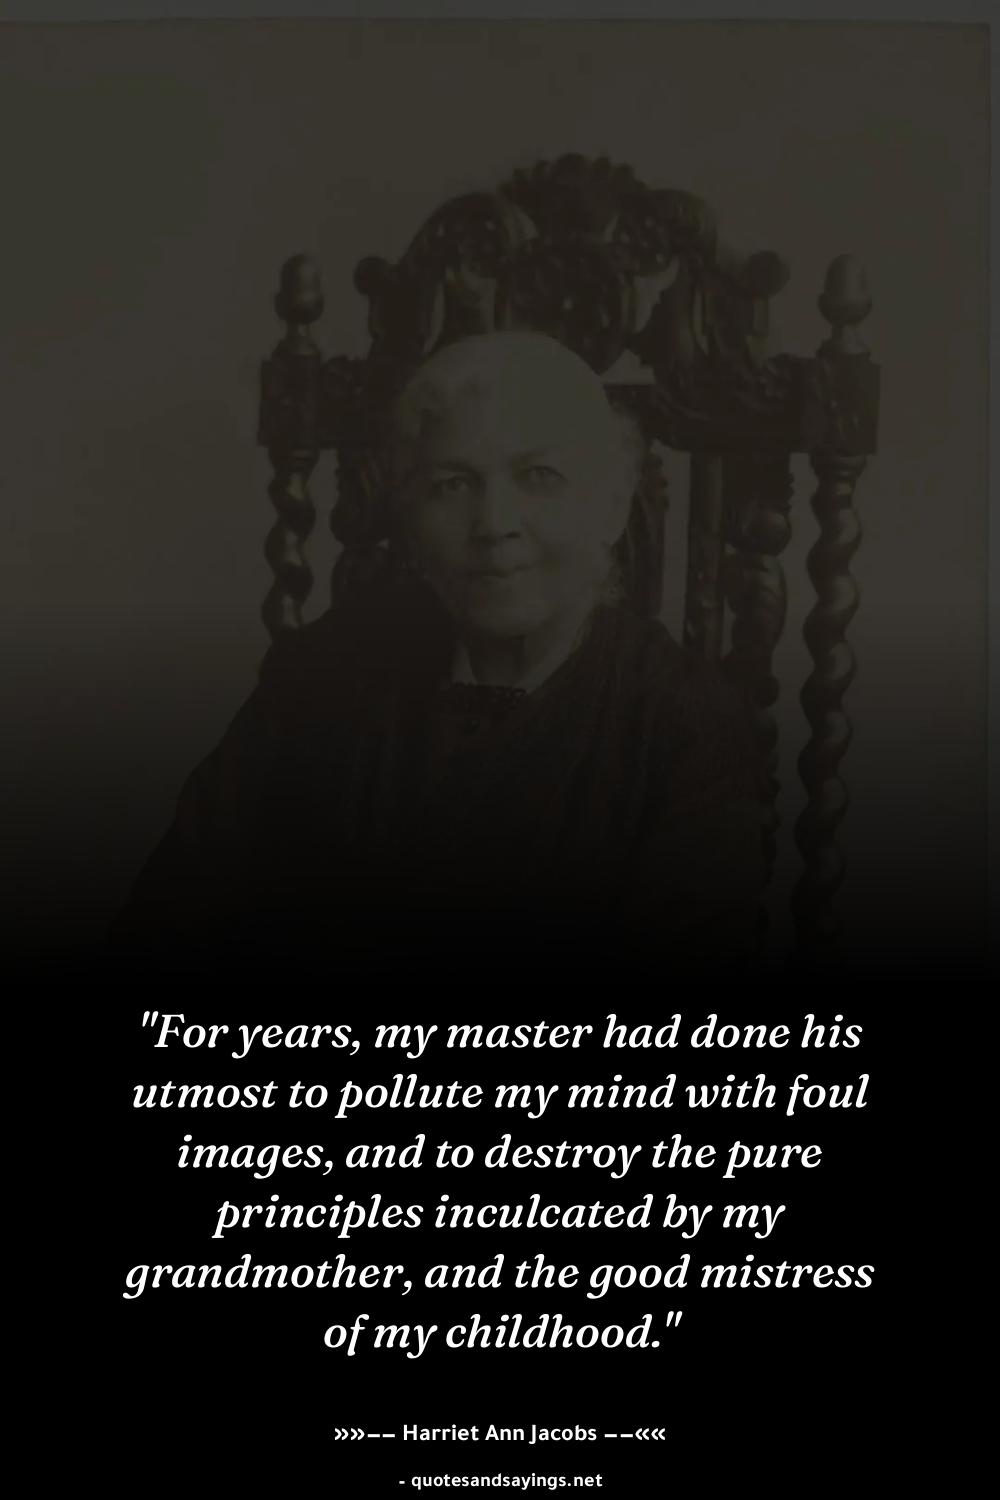 "For years, my master had done his
utmost to pollute my mind with foul
images, and to destroy the pure
principles inculcated by my
grandmother, and the good mistress
of my childhood."
»»–– Harriet Ann Jacobs ––««
- quotesandsayings.net